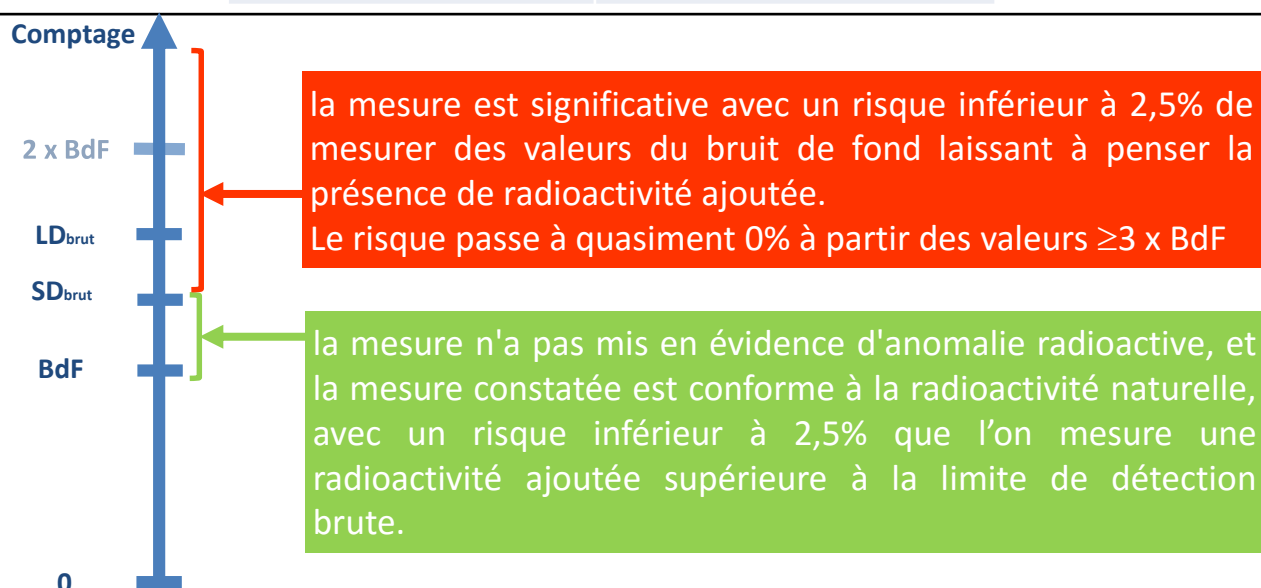 Comptage
la mesure est significative avec un risque inférieur à 2,5% de
mesurer des valeurs du bruit de fond laissant à penser la
présence de radioactivité ajoutée.
Le risque passe à quasiment 0% à partir des valeurs ≥3 x BdF
2 x BdF
LDbrut
SDbrut
la mesure n'a pas mis en évidence d'anomalie radioactive, et
la mesure constatée est conforme à la radioactivité naturelle,
avec un risque inférieur à 2,5% que l’on mesure une
radioactivité ajoutée supérieure à la limite de détection
brute.
BdF
0